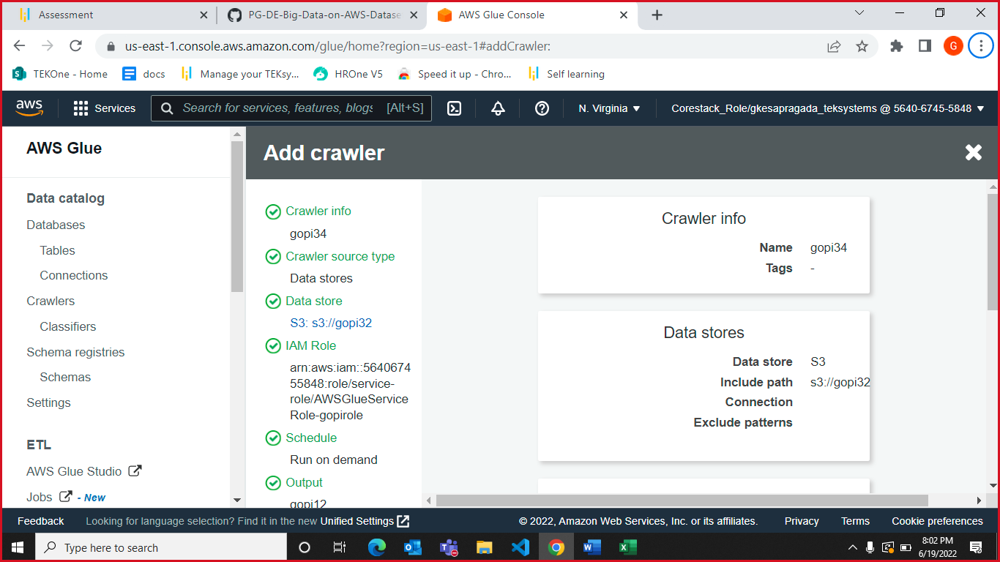 Assessment
PG-DE-Big-Data-on-AWS-Datase
AWS Glue Console
us-east-1.console.aws.amazon.com/glue/home?region=us-east-1#addCrawler:
G
TEKOne - Home
docs
Manage your TEKsy...
HROne V5
Speed it up - Chro...
Self learning
aws
Services
Search for services, features, blogs
[Alt+S]
N. Virginia
Corestack_Role/gkesapragada_teksystems @ 5640-6745-5848
AWS Glue
Data catalog
Databases
Tables
Connections
Crawlers
Classifiers
Schema registries
Schemas
Settings
ETL
AWS Glue Studio
Jobs - New
Add crawler
Crawler info
gopi34
Crawler source type
Data stores
Data store
S3: s3://gopi32
IAM Role
arn:aws:iam::5640674
55848:role/service-
role/AWSGlueService
Role-gopirole
Schedule
Run on demand
Output
gopi12
Crawler info
Name gopi34
Tags -
Data stores
Data store S3
Include path s3://gopi32
Connection
Exclude patterns
Feedback
Looking for language selection? Find it in the new Unified Settings
© 2022, Amazon Web Services, Inc. or its affiliates.
Privacy
Terms
Cookie preferences
Type here to search
8:02 PM
6/19/2022